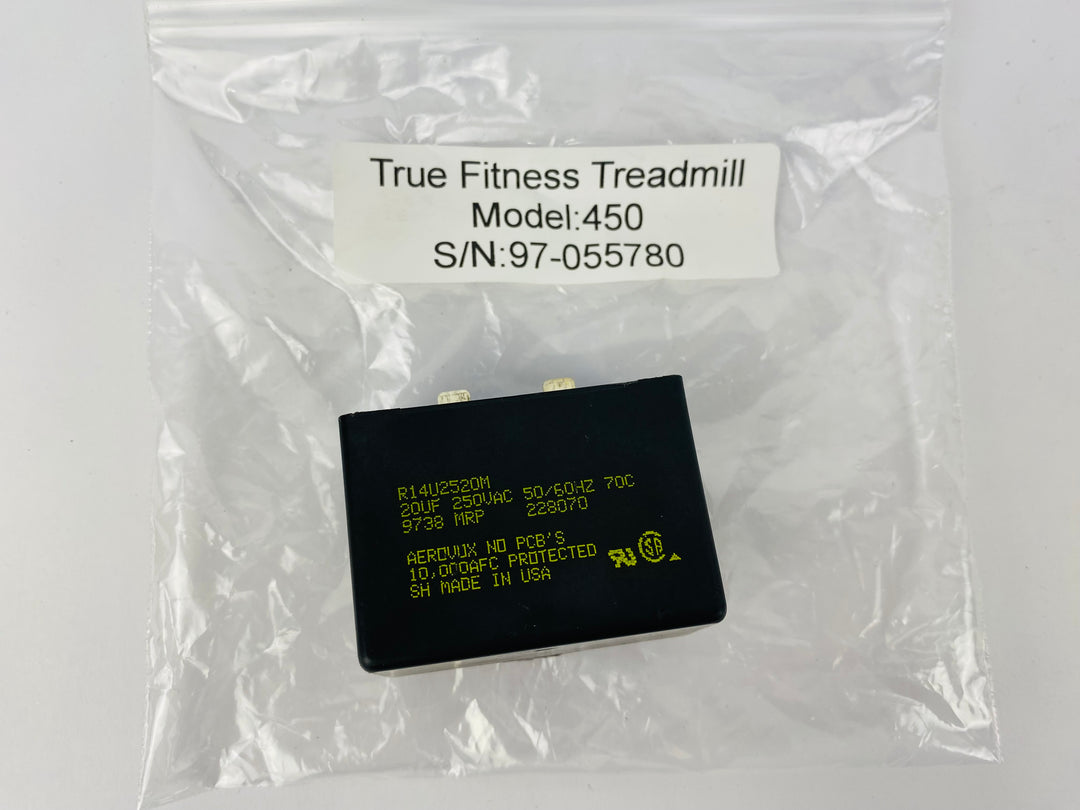 True Fitness Treadmill
Model:450
S/N:97-055780
R14U2520M
20UF 250VAC 50/60HZ 70C
9738 MRP 228070
AEROVOX NO PCB'S
10,000AFC PROTECTED
SH MADE IN USA